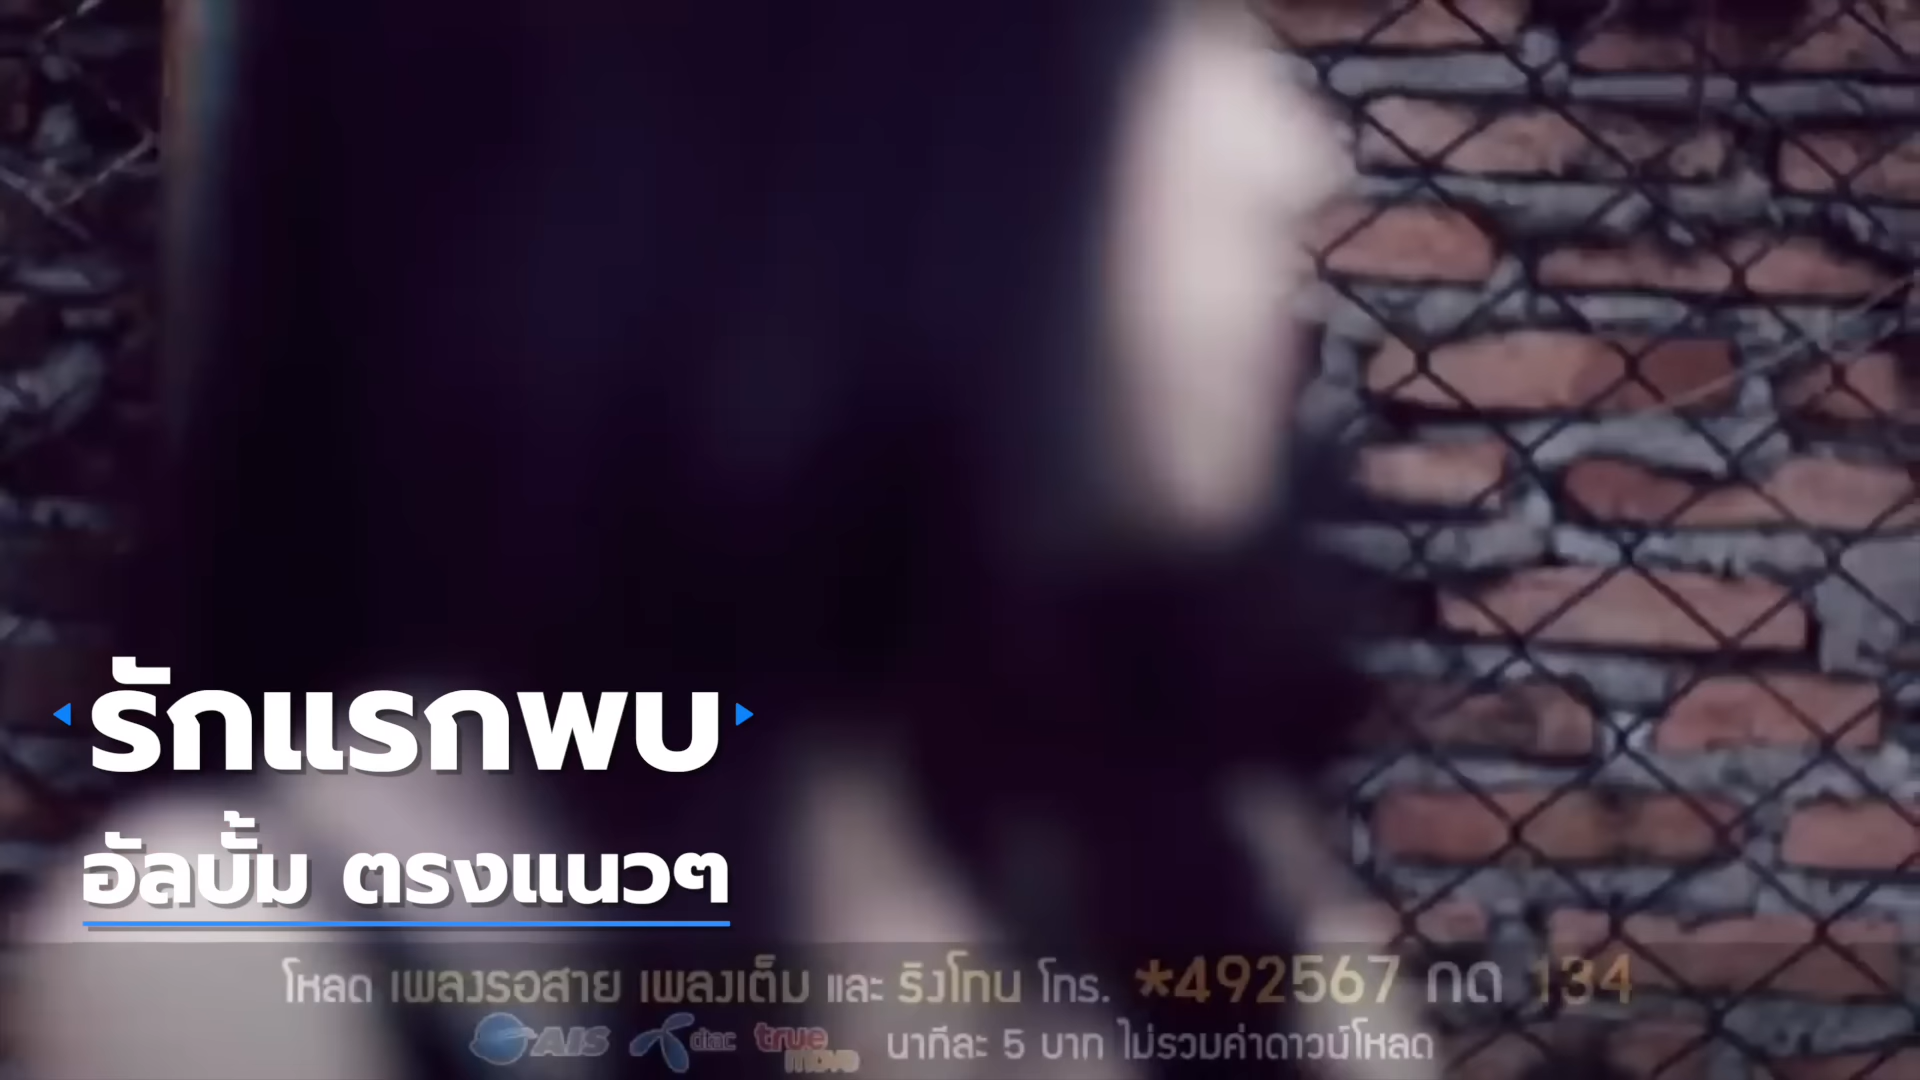 รักแรกพบ
อัลบั้ม ตรงแนวๆ
โหลด เพลงรอสาย เพลงเต็ม และ ริงโทน โทร. *492567 กด 134
AIS dtac true move นาทีละ 5 บาท ไม่รวมค่าดาวน์โหลด